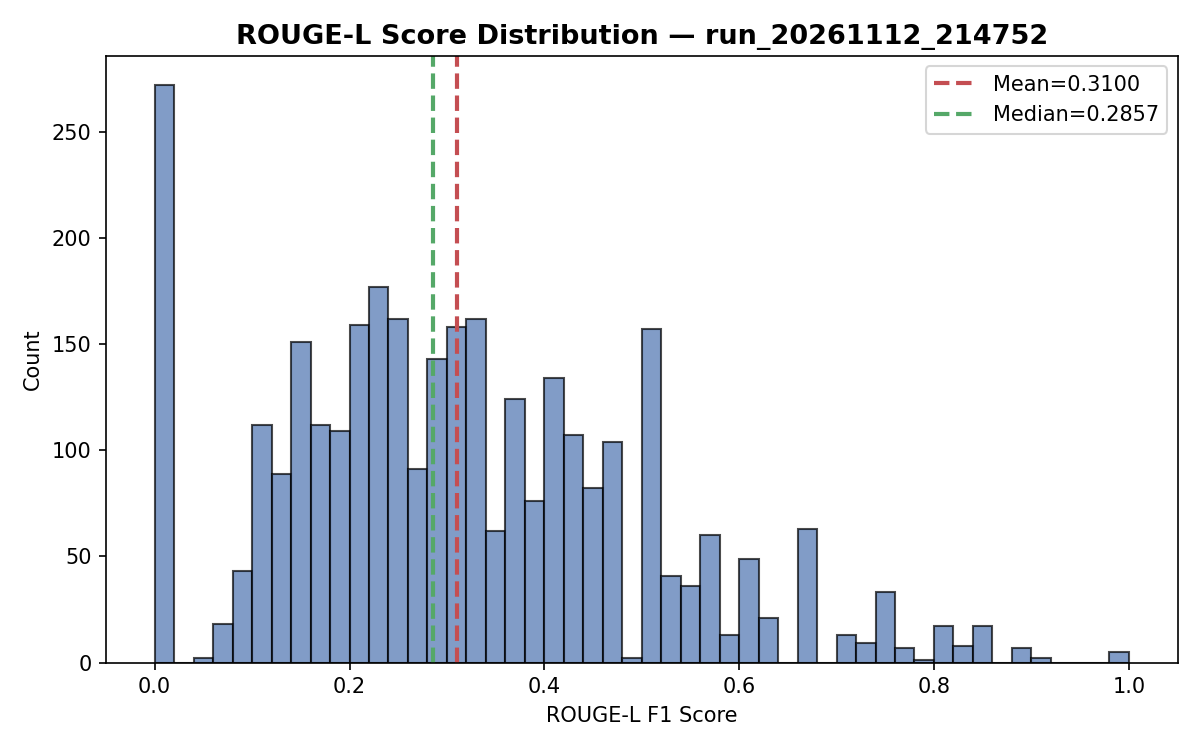 ROUGE-L Score Distribution — run_20261112_214752
Mean=0.3100
Median=0.2857
Count
250
200
150
100
50
0
0.0 0.2 0.4 0.6 0.8 1.0
ROUGE-L F1 Score